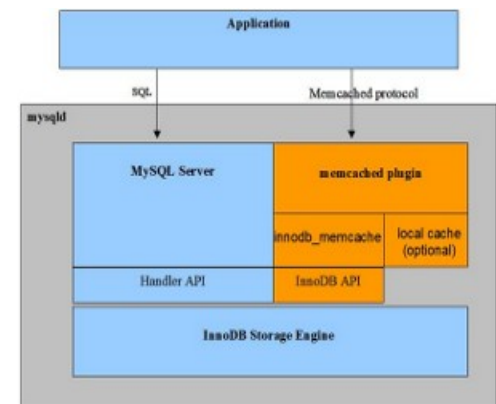 Application
SQL
Memcached protocol
mysqld
MySQL Server
memcached plugin
innodb_memcache
local cache
(optional)
Handler API
InnoDB API
InnoDB Storage Engine